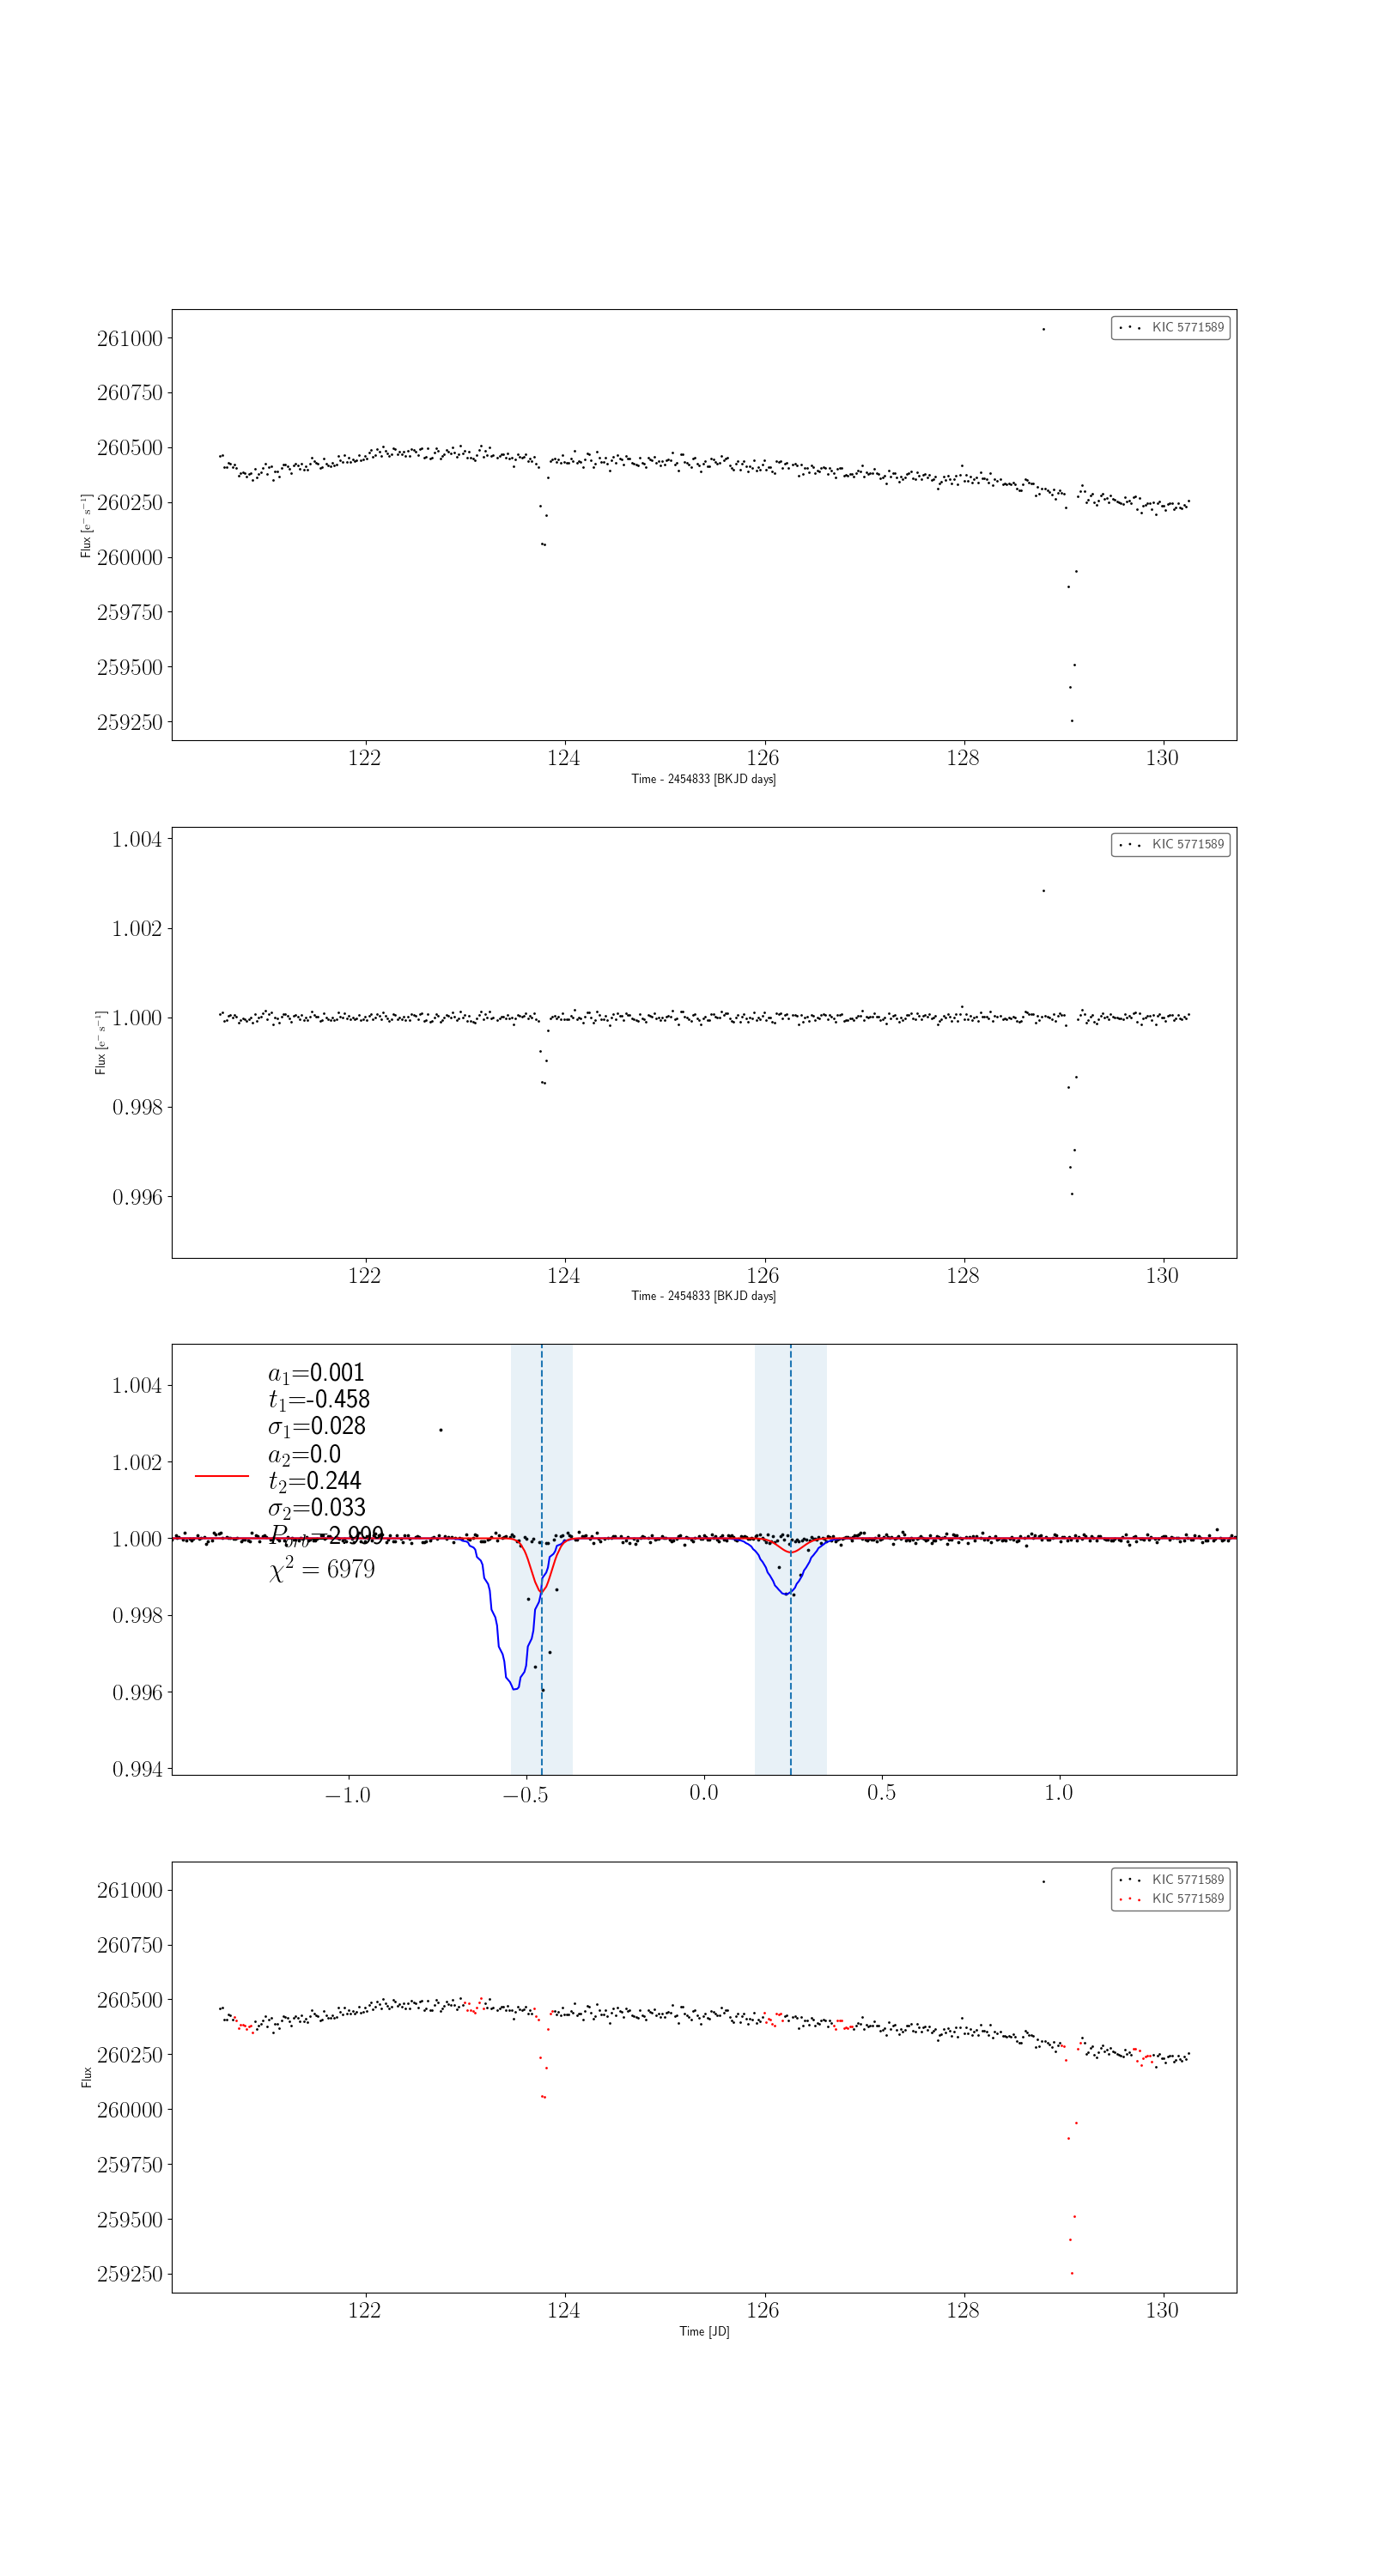 KIC 5771589
261000
260750
260500
260250
260000
259750
259500
259250
Flux [e⁻ s⁻¹]
122 124 126 128 130
Time - 2454833 [BKJD days]
KIC 5771589
1.004
1.002
1.000
0.998
0.996
Flux [e⁻ s⁻¹]
122 124 126 128 130
Time - 2454833 [BKJD days]
a₁=0.001
t₁=-0.458
σ₁=0.028
a₂=0.0
t₂=0.244
σ₂=0.033
χ² = 6979
1.004
1.002
1.000
0.998
0.996
0.994
−1.0 −0.5 0.0 0.5 1.0
KIC 5771589
KIC 5771589
261000
260750
260500
260250
260000
259750
259500
259250
Flux
122 124 126 128 130
Time [JD]